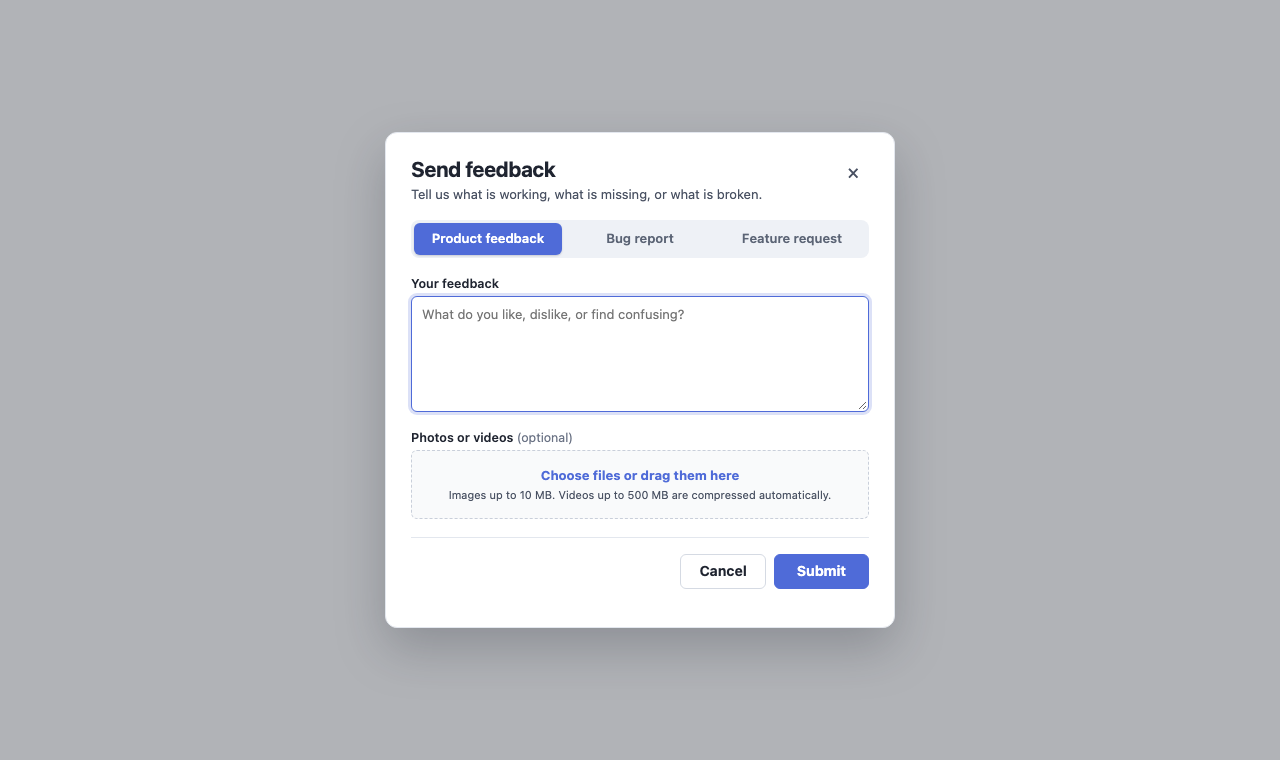 Send feedback
×
Tell us what is working, what is missing, or what is broken.
Product feedback
Bug report
Feature request
Your feedback
What do you like, dislike, or find confusing?
Photos or videos (optional)
Choose files or drag them here
Images up to 10 MB. Videos up to 500 MB are compressed automatically.
Cancel
Submit